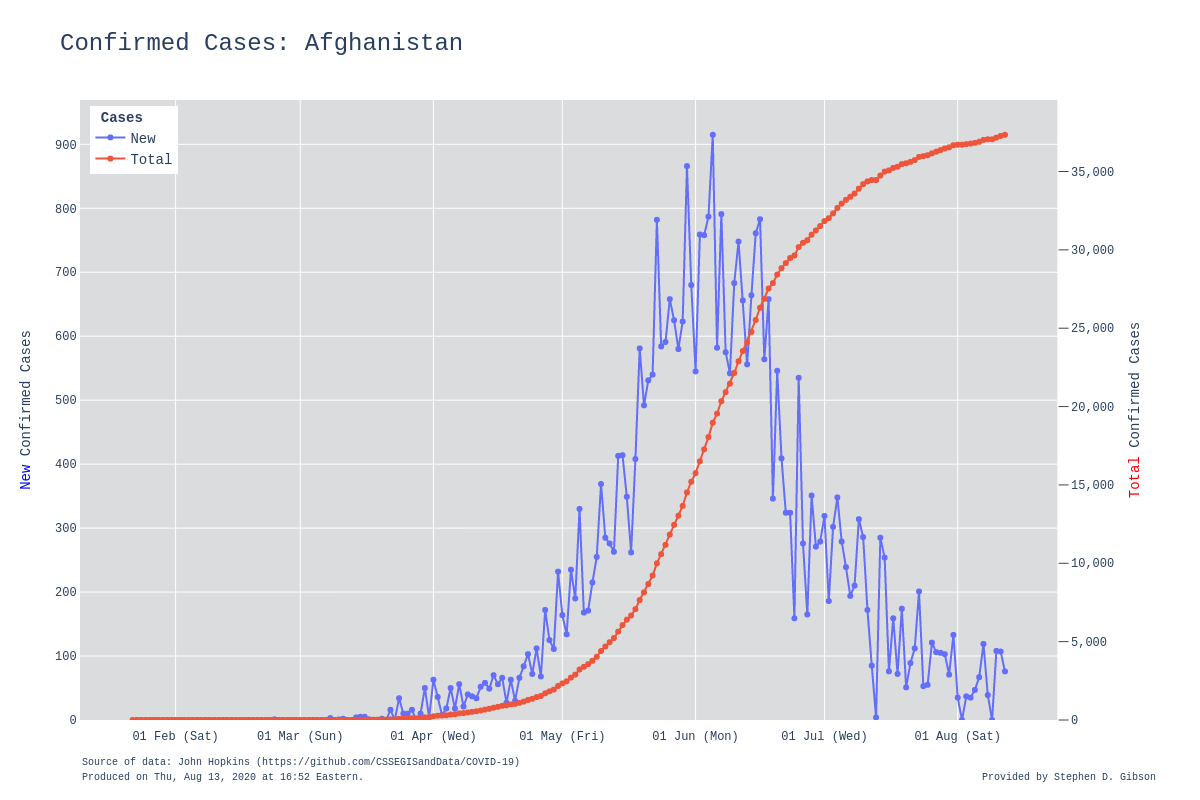 Confirmed Cases: Afghanistan
Cases
New
Total
900
800
700
600
500
400
300
200
100
0
35,000
30,000
25,000
20,000
15,000
10,000
5,000
0
New Confirmed Cases
Total Confirmed Cases
01 Feb (Sat) 01 Mar (Sun) 01 Apr (Wed) 01 May (Fri) 01 Jun (Mon) 01 Jul (Wed) 01 Aug (Sat)
Source of data: John Hopkins (https://github.com/CSSEGISandData/COVID-19)
Produced on Thu, Aug 13, 2020 at 16:52 Eastern.
Provided by Stephen D. Gibson